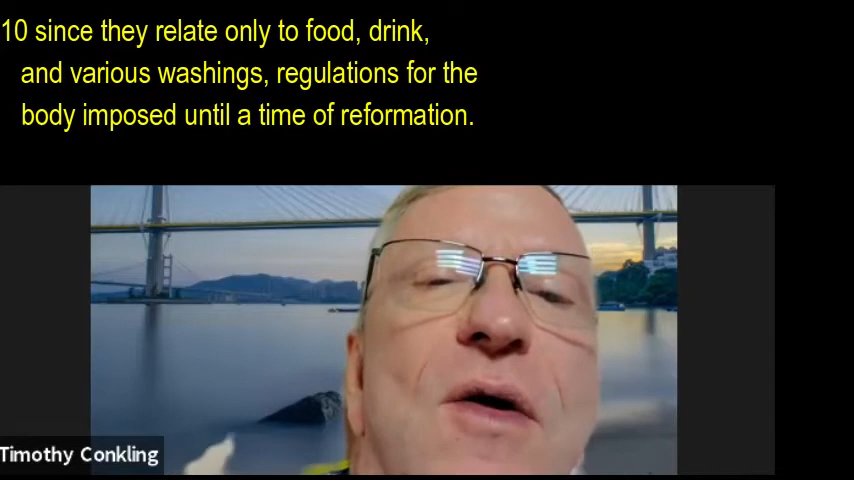 10 since they relate only to food, drink,
and various washings, regulations for the
body imposed until a time of reformation.
Timothy Conkling